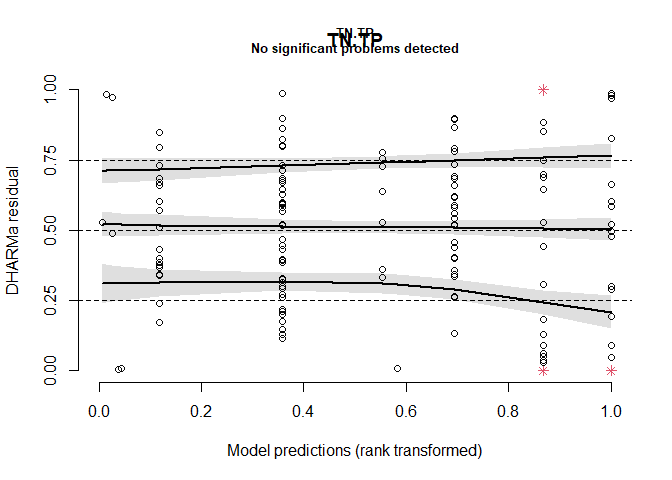 TN.TP
TN.TP
No significant problems detected
DHARMa residual
1.00
0.75
0.50
0.25
0.00
0.0 0.2 0.4 0.6 0.8 1.0
Model predictions (rank transformed)